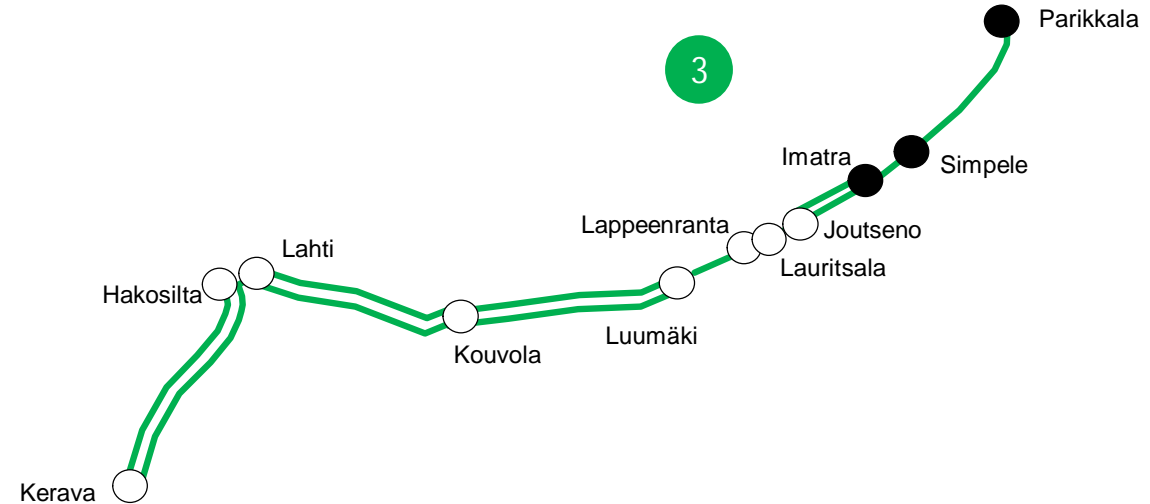 Parikkala
3
Imatra
Simpele
Lappeenranta
Joutseno
Lahti
Lauritsala
Hakosilta
Luumäki
Kouvola
Kerava